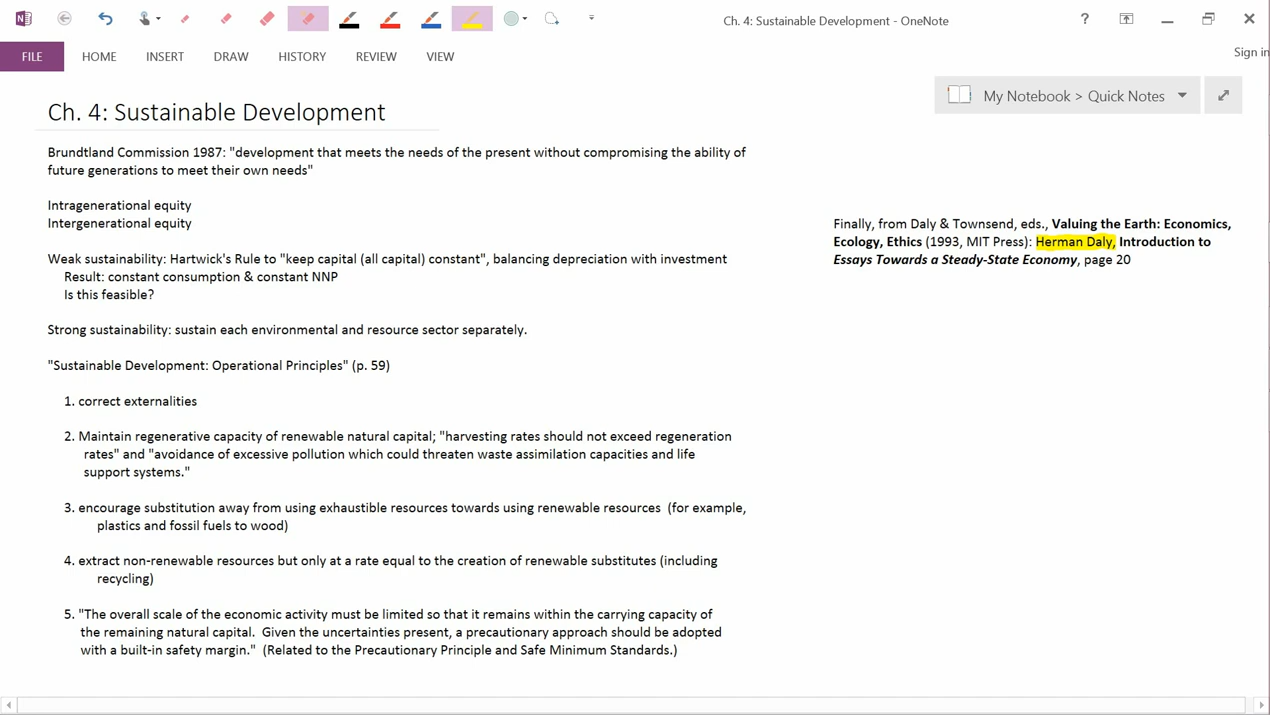 Ch. 4: Sustainable Development - OneNote
?
Sign in
FILE HOME INSERT DRAW HISTORY REVIEW VIEW
My Notebook > Quick Notes
Ch. 4: Sustainable Development
Brundtland Commission 1987: "development that meets the needs of the present without compromising the ability of
future generations to meet their own needs"
Intragenerational equity
Intergenerational equity
Weak sustainability: Hartwick's Rule to "keep capital (all capital) constant", balancing depreciation with investment
Result: constant consumption & constant NNP
Is this feasible?
Strong sustainability: sustain each environmental and resource sector separately.
"Sustainable Development: Operational Principles" (p. 59)
1. correct externalities
2. Maintain regenerative capacity of renewable natural capital; "harvesting rates should not exceed regeneration
rates" and "avoidance of excessive pollution which could threaten waste assimilation capacities and life
support systems."
3. encourage substitution away from using exhaustible resources towards using renewable resources (for example,
plastics and fossil fuels to wood)
4. extract non-renewable resources but only at a rate equal to the creation of renewable substitutes (including
recycling)
5. "The overall scale of the economic activity must be limited so that it remains within the carrying capacity of
the remaining natural capital. Given the uncertainties present, a precautionary approach should be adopted
with a built-in safety margin." (Related to the Precautionary Principle and Safe Minimum Standards.)
Finally, from Daly & Townsend, eds., Valuing the Earth: Economics,
Ecology, Ethics (1993, MIT Press): Herman Daly, Introduction to
Essays Towards a Steady-State Economy, page 20